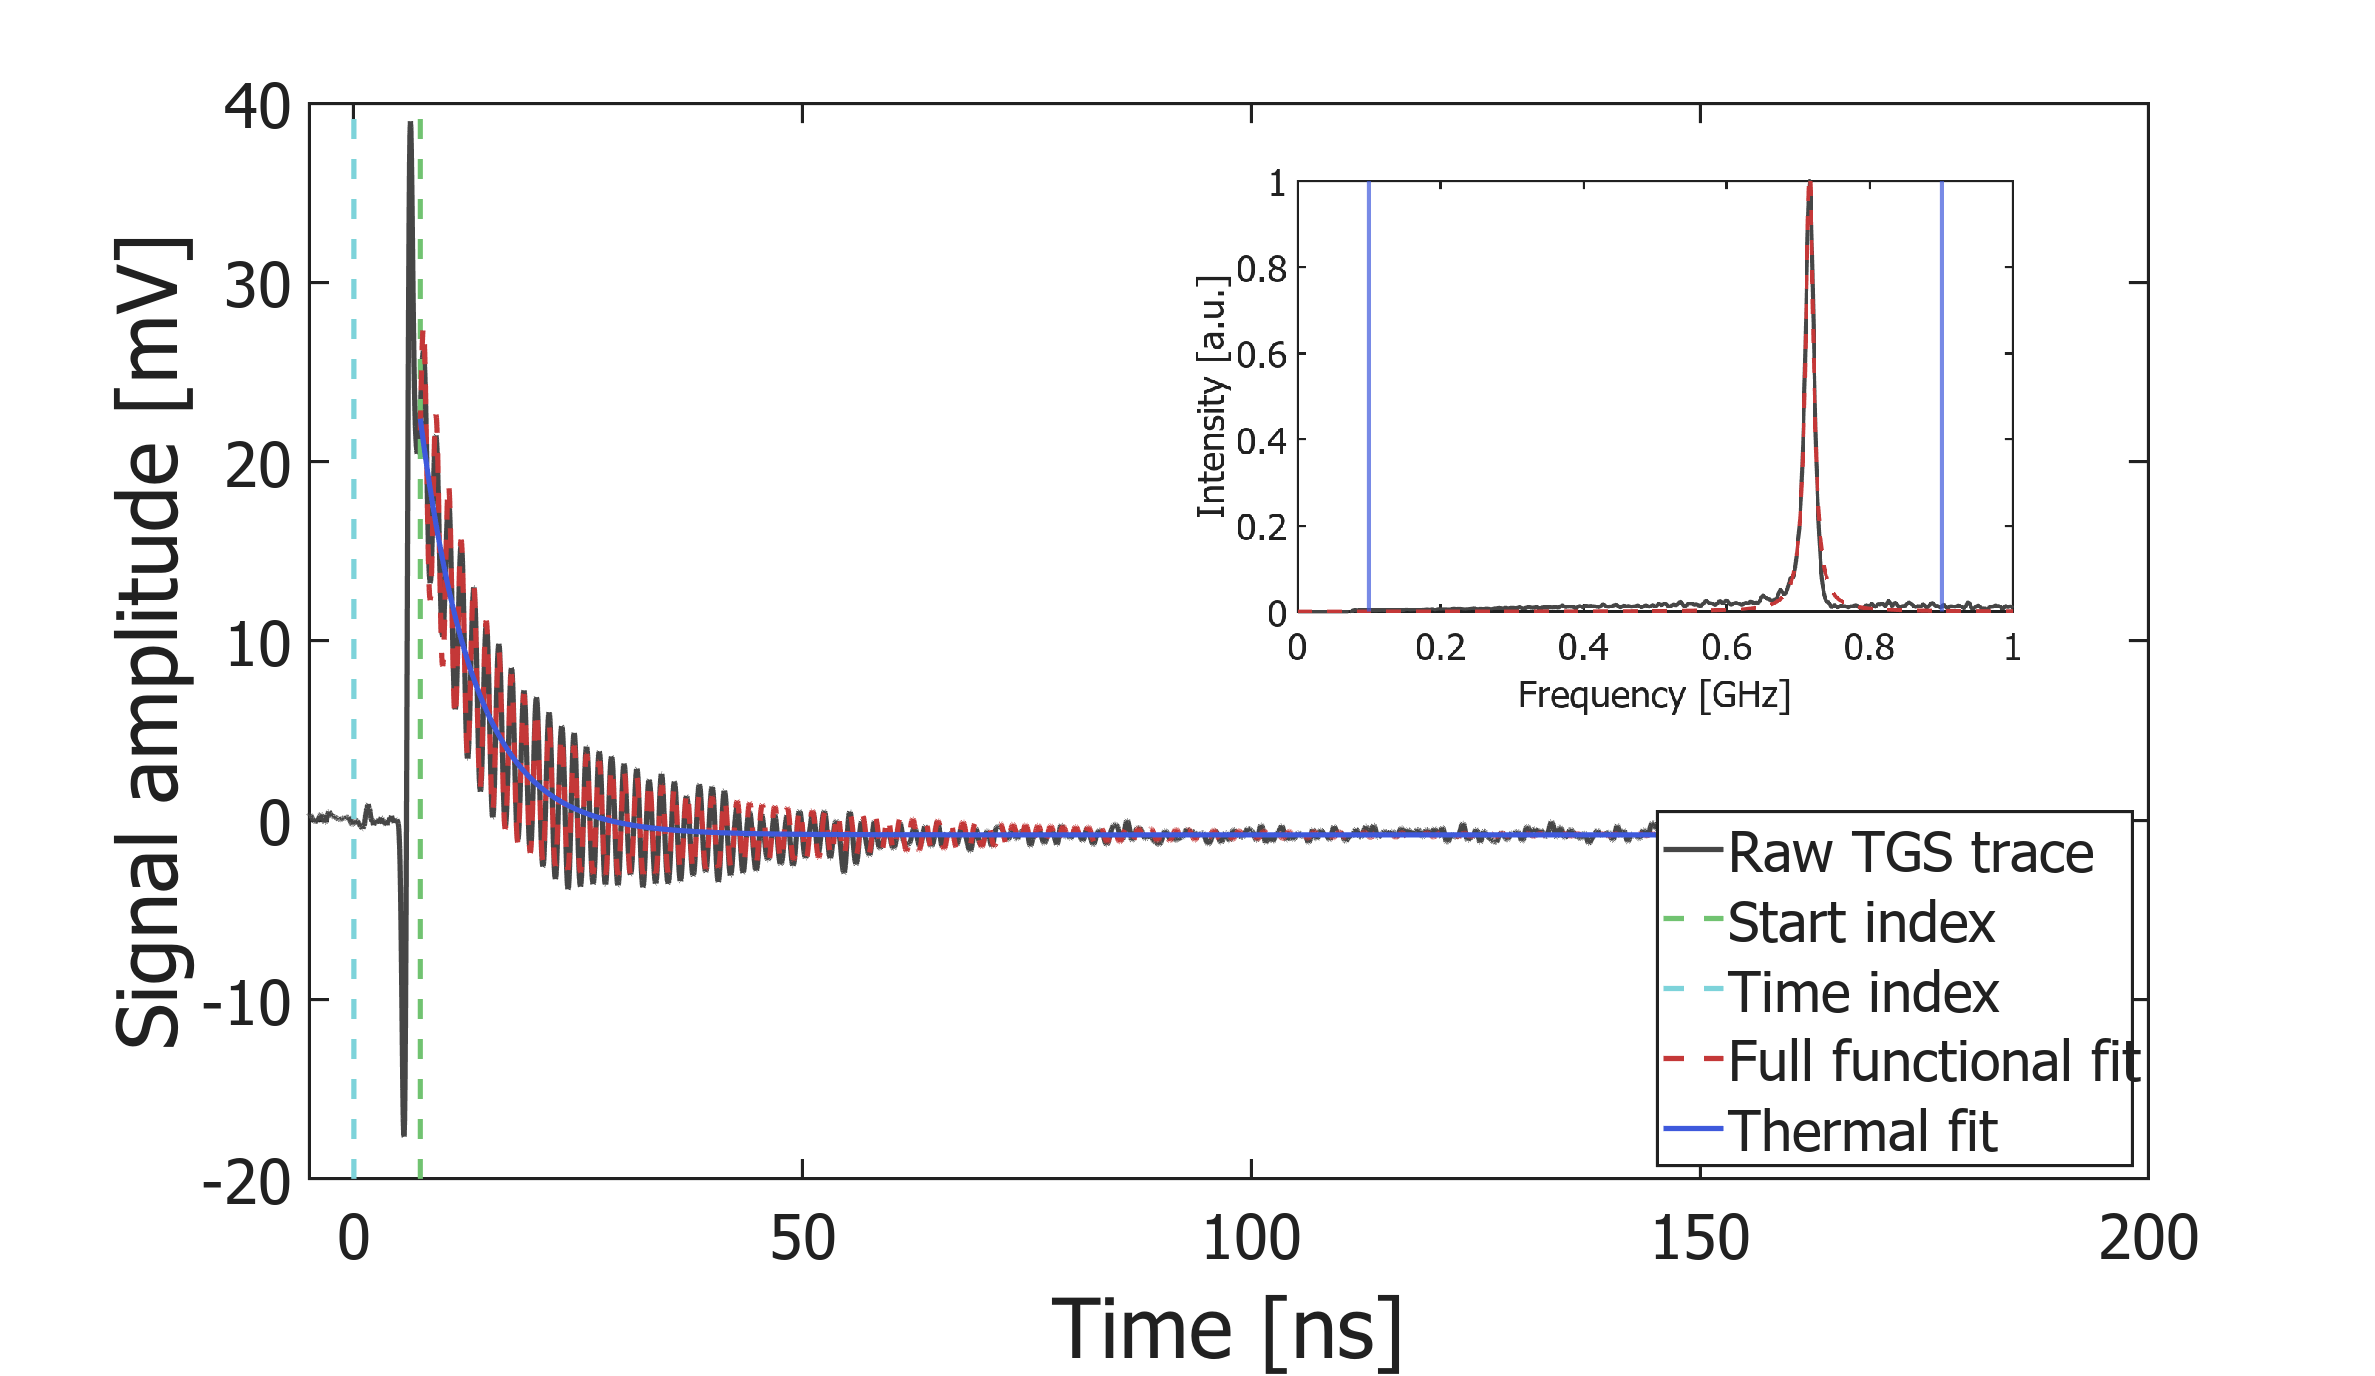 Signal amplitude [mV]
40
30
20
10
0
-10
-20
0
50
100
150
200
Time [ns]
Intensity [a.u.]
1
0.8
0.6
0.4
0.2
0
0
0.2
0.4
0.6
0.8
1
Frequency [GHz]
Raw TGS trace
Start index
Time index
Full functional fit
Thermal fit